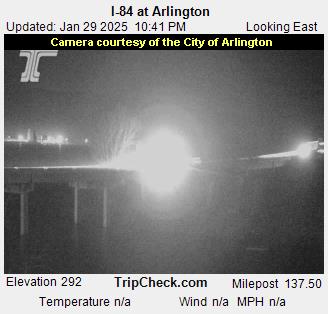 I-84 at Arlington
Updated: Jan 29 2025 10:41 PM Looking East
Camera courtesy of the City of Arlington
Elevation 292 TripCheck.com Milepost 137.50
Temperature n/a Wind n/a MPH n/a